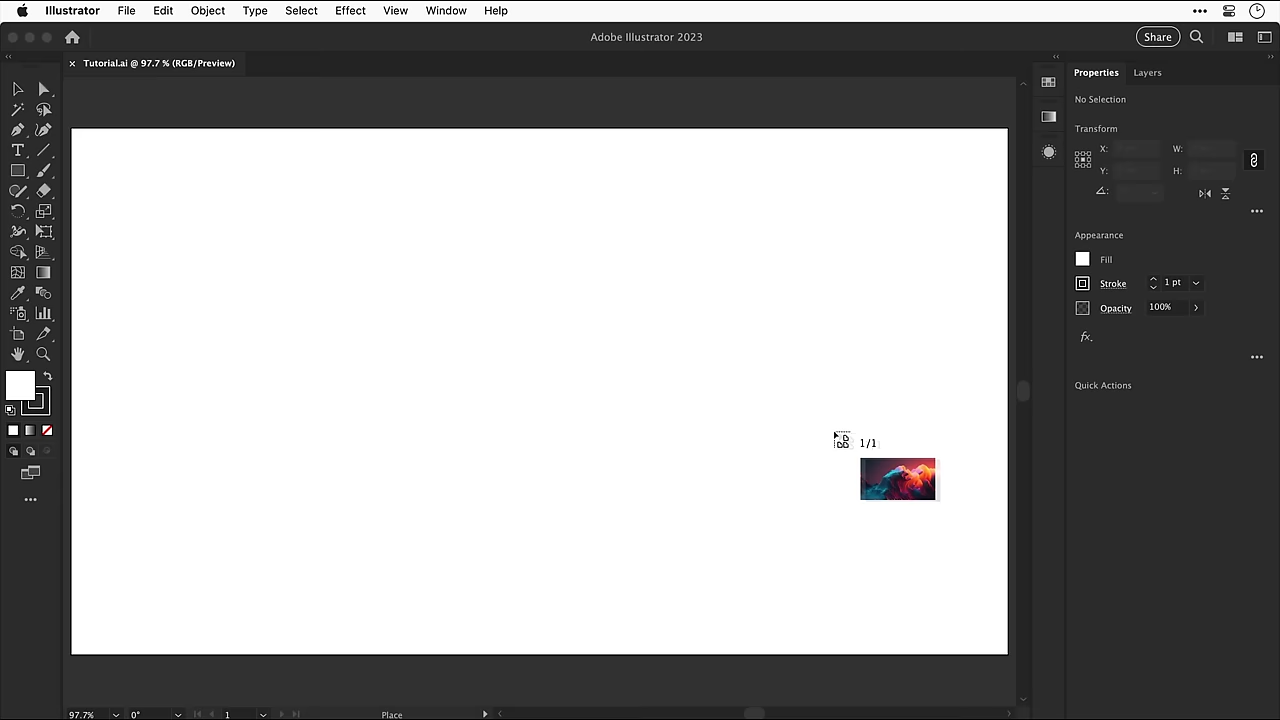 Illustrator File Edit Object Type Select Effect View Window Help
Adobe Illustrator 2023
Share
Tutorial.ai @ 97.7 % (RGB/Preview)
Properties Layers
No Selection
Transform
X: W:
Y: H:
Appearance
Fill
Stroke 1 pt
Opacity 100%
fx.
Quick Actions
1/1
97.7% 0° 1 Place